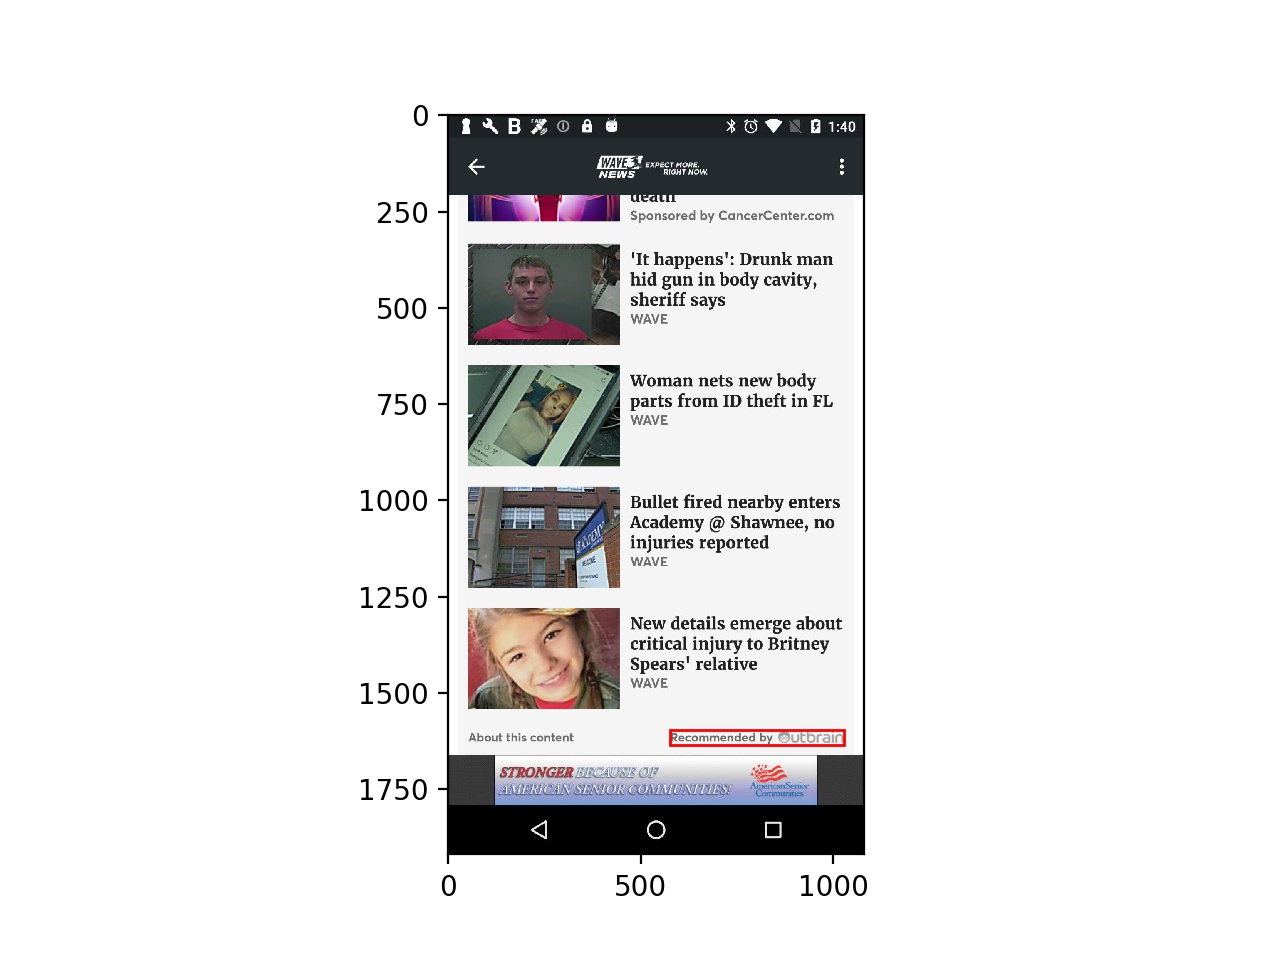 0
250
500
750
1000
1250
1500
1750
0
500
1000
B
1:40
WAVE 3
NEWS
EXPECT MORE.
RIGHT NOW.
death
Sponsored by CancerCenter.com
'It happens': Drunk man
hid gun in body cavity,
sheriff says
WAVE
Woman nets new body
parts from ID theft in FL
WAVE
ACADEMY
WELCOME
Bullet fired nearby enters
Academy @ Shawnee, no
injuries reported
WAVE
New details emerge about
critical injury to Britney
Spears' relative
WAVE
About this content
Recommended by Outbrain
STRONGER BECAUSE OF
AMERICAN SENIOR COMMUNITIES!
AmericanSenior
Communities